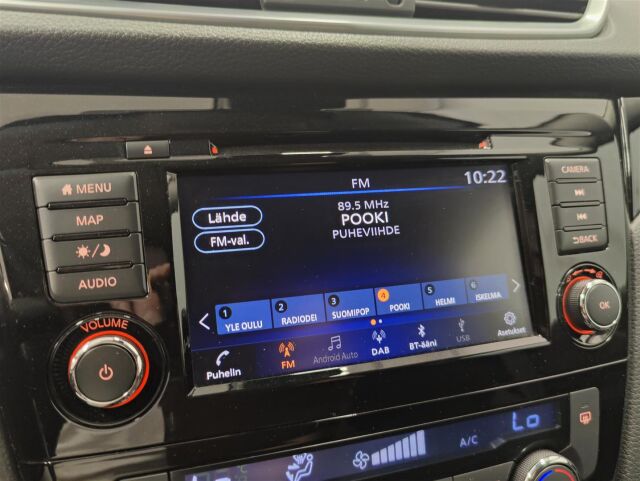 MENU
MAP
AUDIO
VOLUME
FM
10:22
Lähde
FM-val.
89.5 MHz
POOKI
PUHEVIIHDE
1
YLE OULU
2
RADIODEI
3
SUOMIPOP
4
POOKI
5
HELMI
6
ISKELMA
Puhelin
FM
Android Auto
DAB
BT-ääni
USB
Asetukset
CAMERA
BACK
OK
A/C
Lo